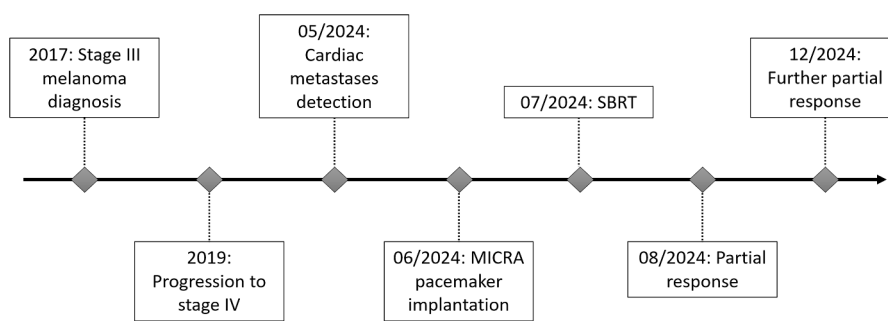 2017: Stage III
melanoma
diagnosis
2019:
Progression to
stage IV
05/2024:
Cardiac
metastases
detection
06/2024: MICRA
pacemaker
implantation
07/2024: SBRT
08/2024: Partial
response
12/2024:
Further partial
response